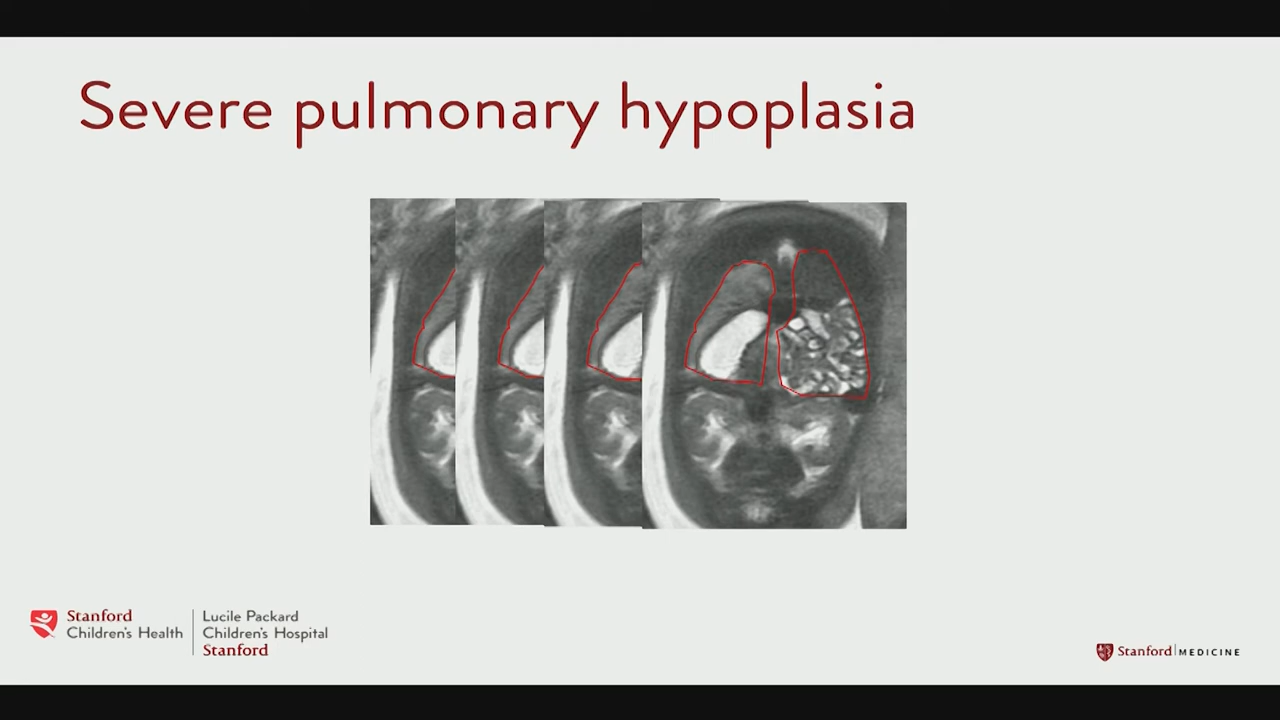 Severe pulmonary hypoplasia
Stanford
Children's Health
Lucile Packard
Children's Hospital
Stanford
Stanford MEDICINE